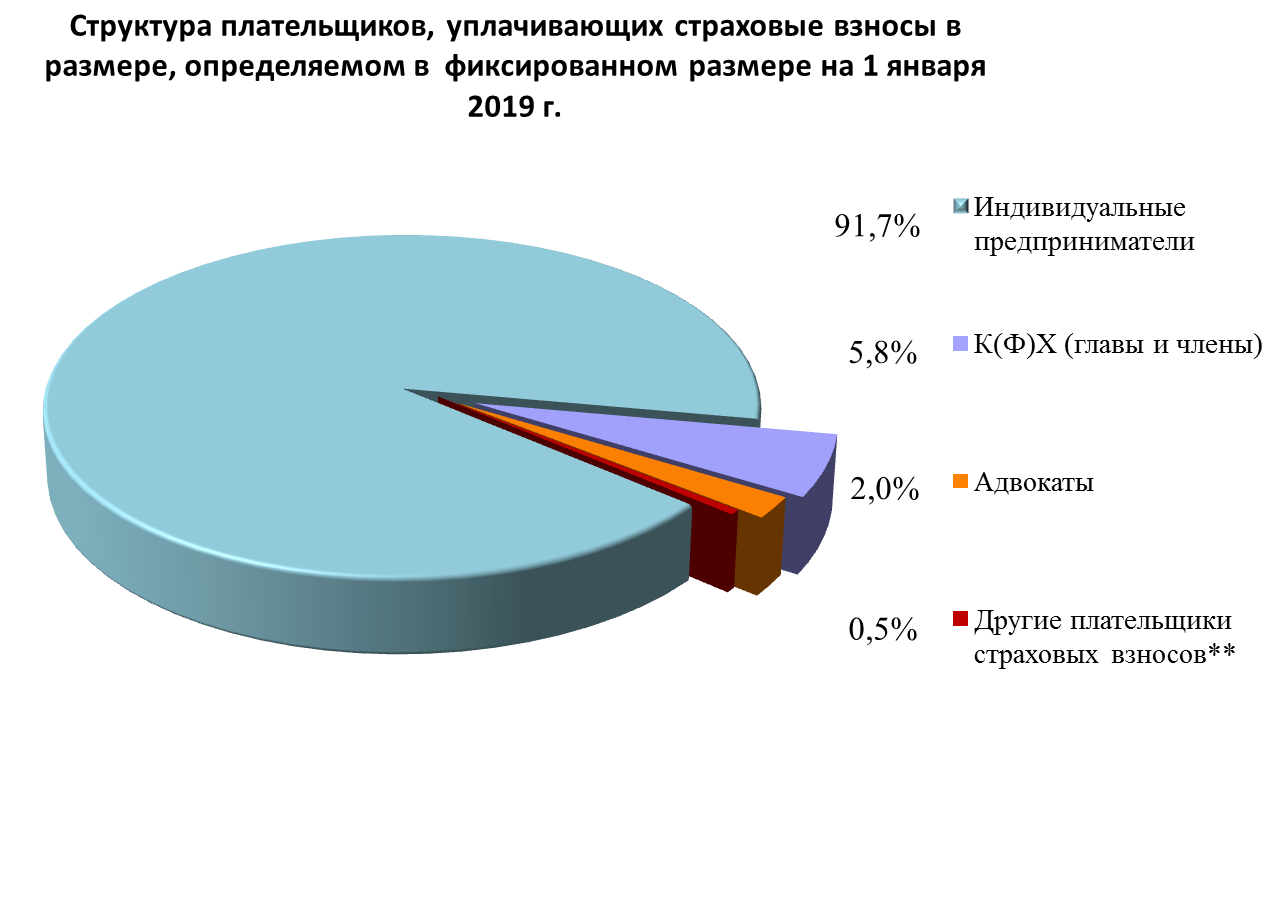 Структура плательщиков, уплачивающих страховые взносы в
размере, определяемом в фиксированном размере на 1 января
2019 г.
91,7%
Индивидуальные
предприниматели
5,8%
К(Ф)Х (главы и члены)
2,0%
Адвокаты
0,5%
Другие плательщики
страховых взносов**